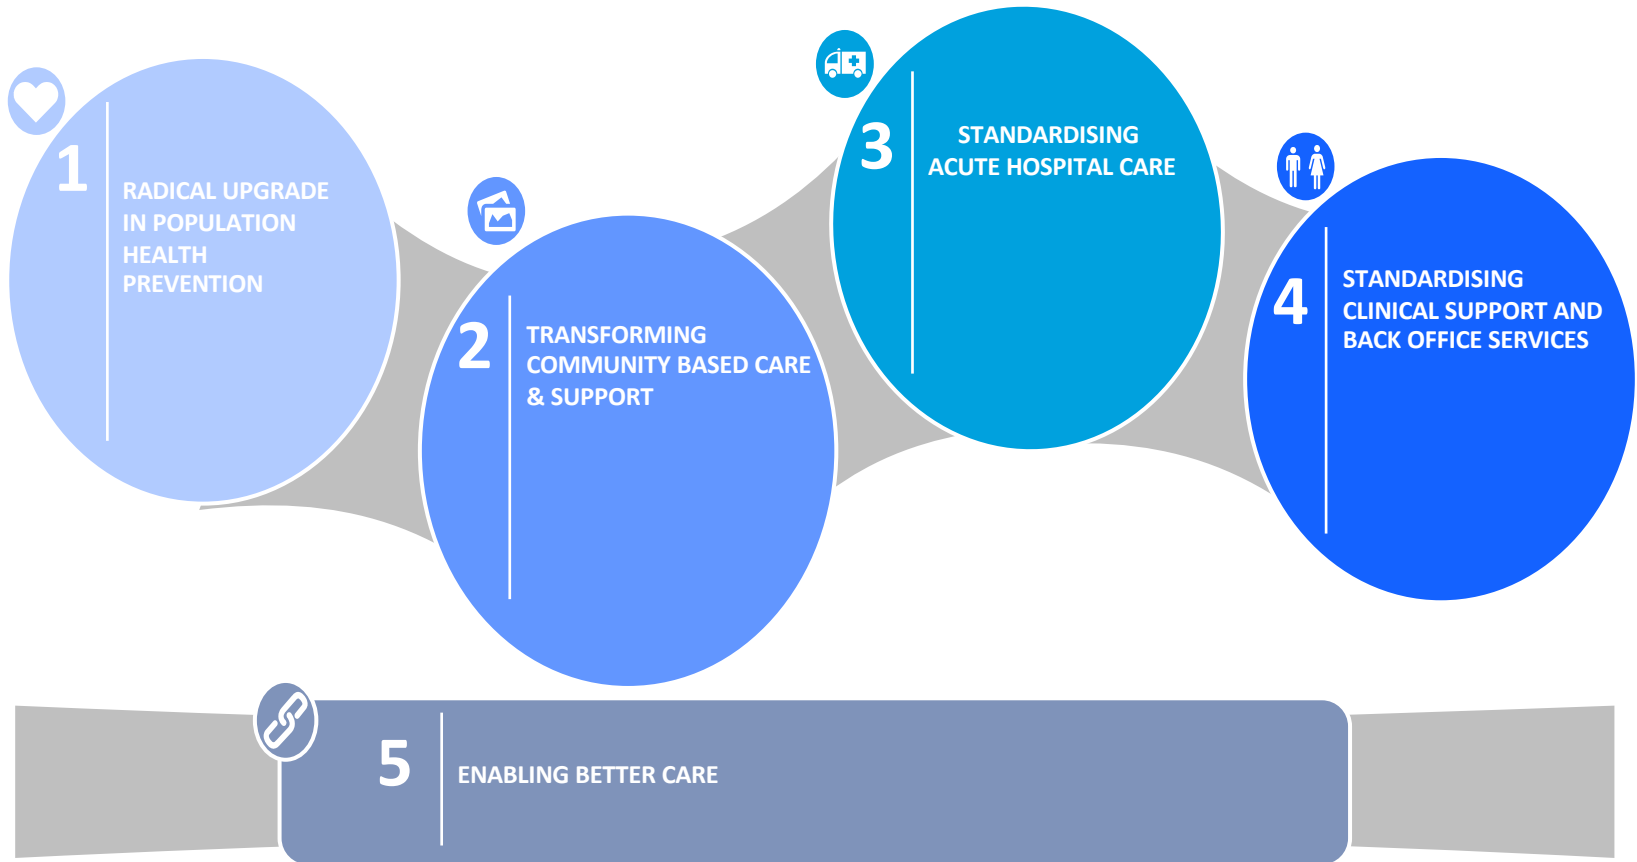 1
RADICAL UPGRADE
IN POPULATION
HEALTH
PREVENTION
2
TRANSFORMING
COMMUNITY BASED CARE
& SUPPORT
3
STANDARDISING
ACUTE HOSPITAL CARE
4
STANDARDISING
CLINICAL SUPPORT AND
BACK OFFICE SERVICES
5
ENABLING BETTER CARE